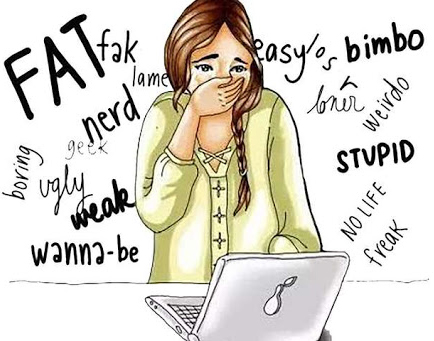 FAT
fak
lame
nerd
geek
boring
ugly
weak
wanna-be
easy
bimbo
weirdo
STUPID
NO LIFE
freak